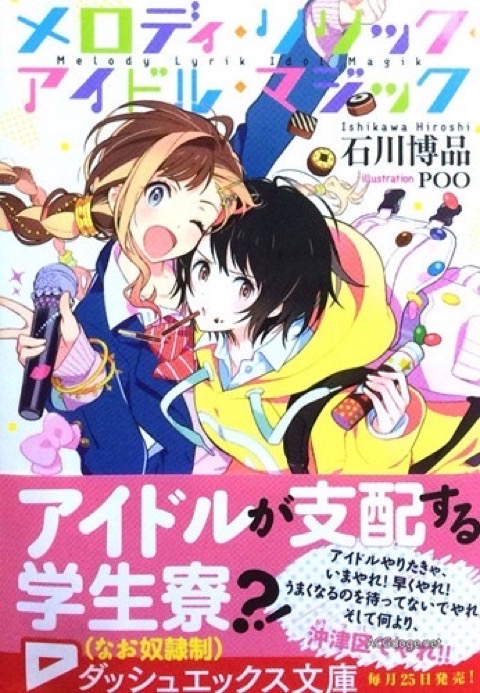 メロディ・リリック・
アイドル・マジック
Melody Lyrik Idol Magik
Ishikawa Hiroshi
石川博品
illustration POO
アイドルが支配する
学生寮?!
(なお奴隷制)
アイドルやりたきゃ、
いまやれ! 早くやれ!
うまくなるのを待ってないでやれ
そして何より、
沖津区
やれ!!
ACGdoge.net
ダッシュエックス文庫
毎月25日発売!